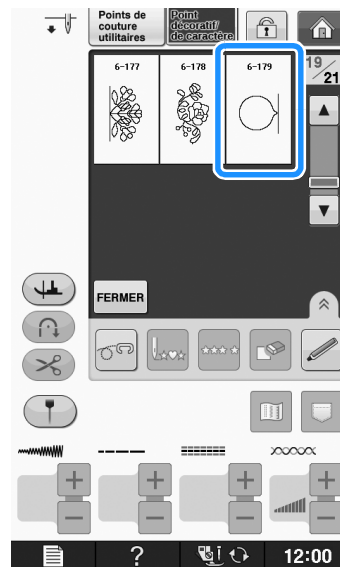 Points de
couture
utilitaires
Point
décoratif/
de caractère
6-177
6-178
6-179
19/21
FERMER
?
12:00